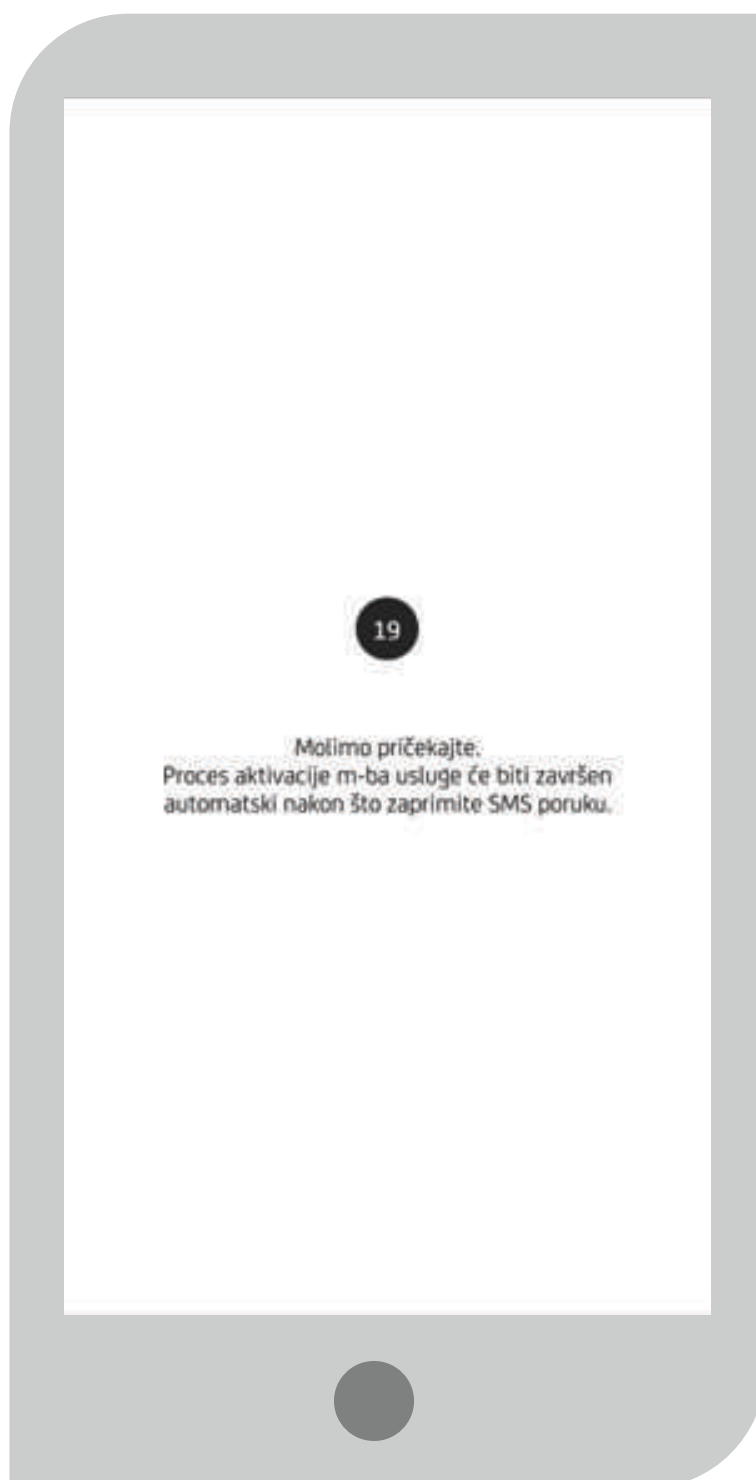 19
Molimo pričekajte.
Proces aktivacije m-ba usluge će biti završen
automatski nakon što zaprimite SMS poruku.